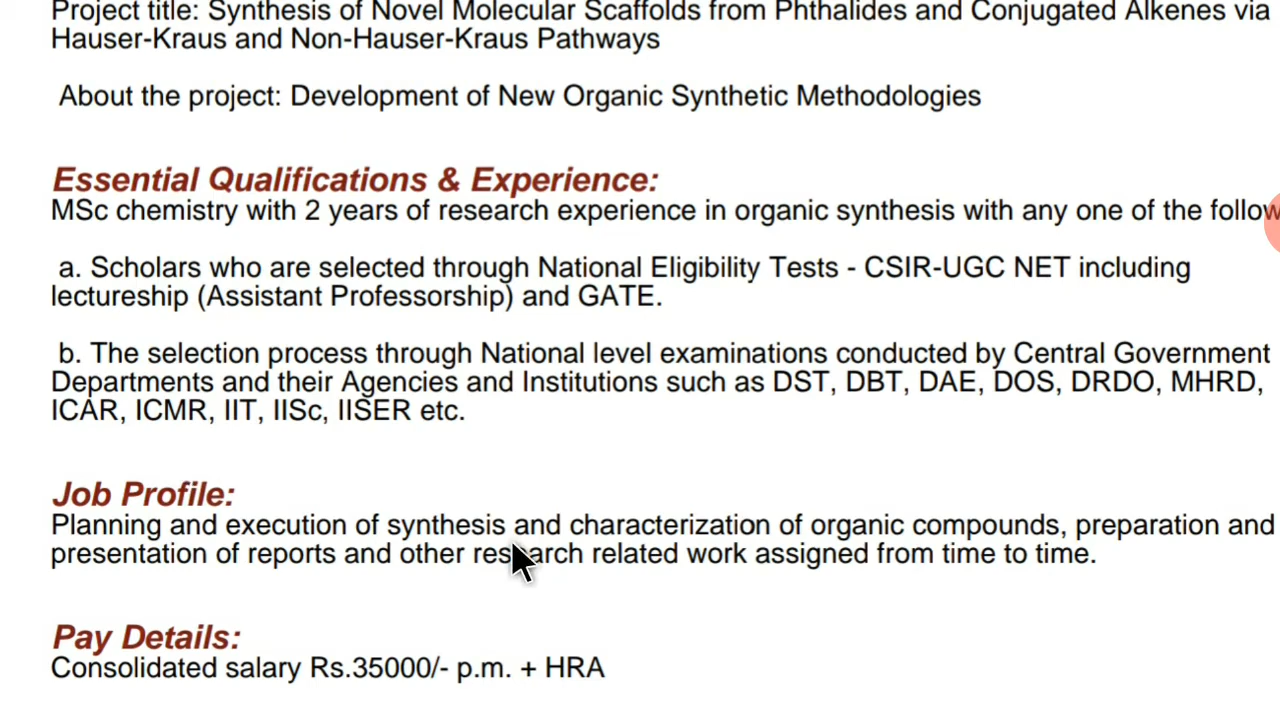 Project title: Synthesis of Novel Molecular Scaffolds from Phthalides and Conjugated Alkenes via
Hauser-Kraus and Non-Hauser-Kraus Pathways
About the project: Development of New Organic Synthetic Methodologies
Essential Qualifications & Experience:
MSc chemistry with 2 years of research experience in organic synthesis with any one of the follow
a. Scholars who are selected through National Eligibility Tests - CSIR-UGC NET including
lectureship (Assistant Professorship) and GATE.
b. The selection process through National level examinations conducted by Central Government
Departments and their Agencies and Institutions such as DST, DBT, DAE, DOS, DRDO, MHRD,
ICAR, ICMR, IIT, IISc, IISER etc.
Job Profile:
Planning and execution of synthesis and characterization of organic compounds, preparation and
presentation of reports and other research related work assigned from time to time.
Pay Details:
Consolidated salary Rs.35000/- p.m. + HRA